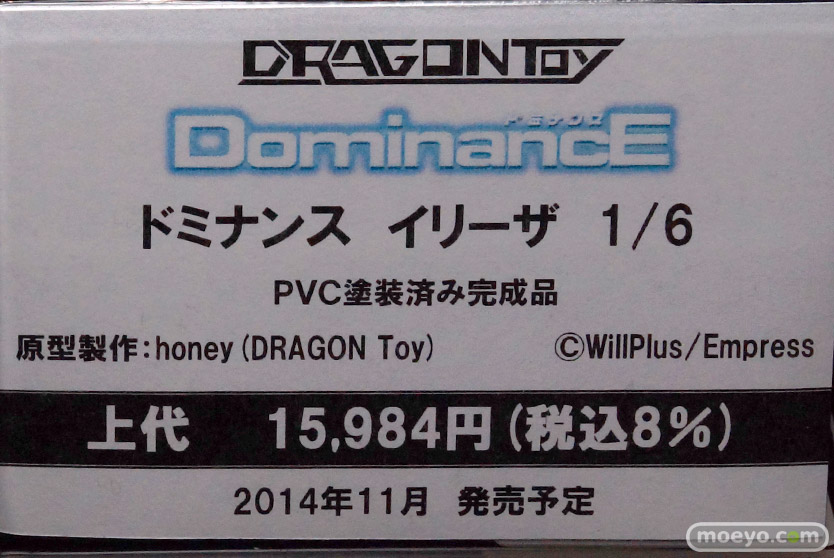 DRAGON Toy
ドミナンス
DominancE
ドミナンス イリーザ 1/6
PVC塗装済み完成品
原型製作:honey(DRAGON Toy) ©WillPlus/Empress
上代 15,984円(税込8%)
2014年11月 発売予定
moeyo.com